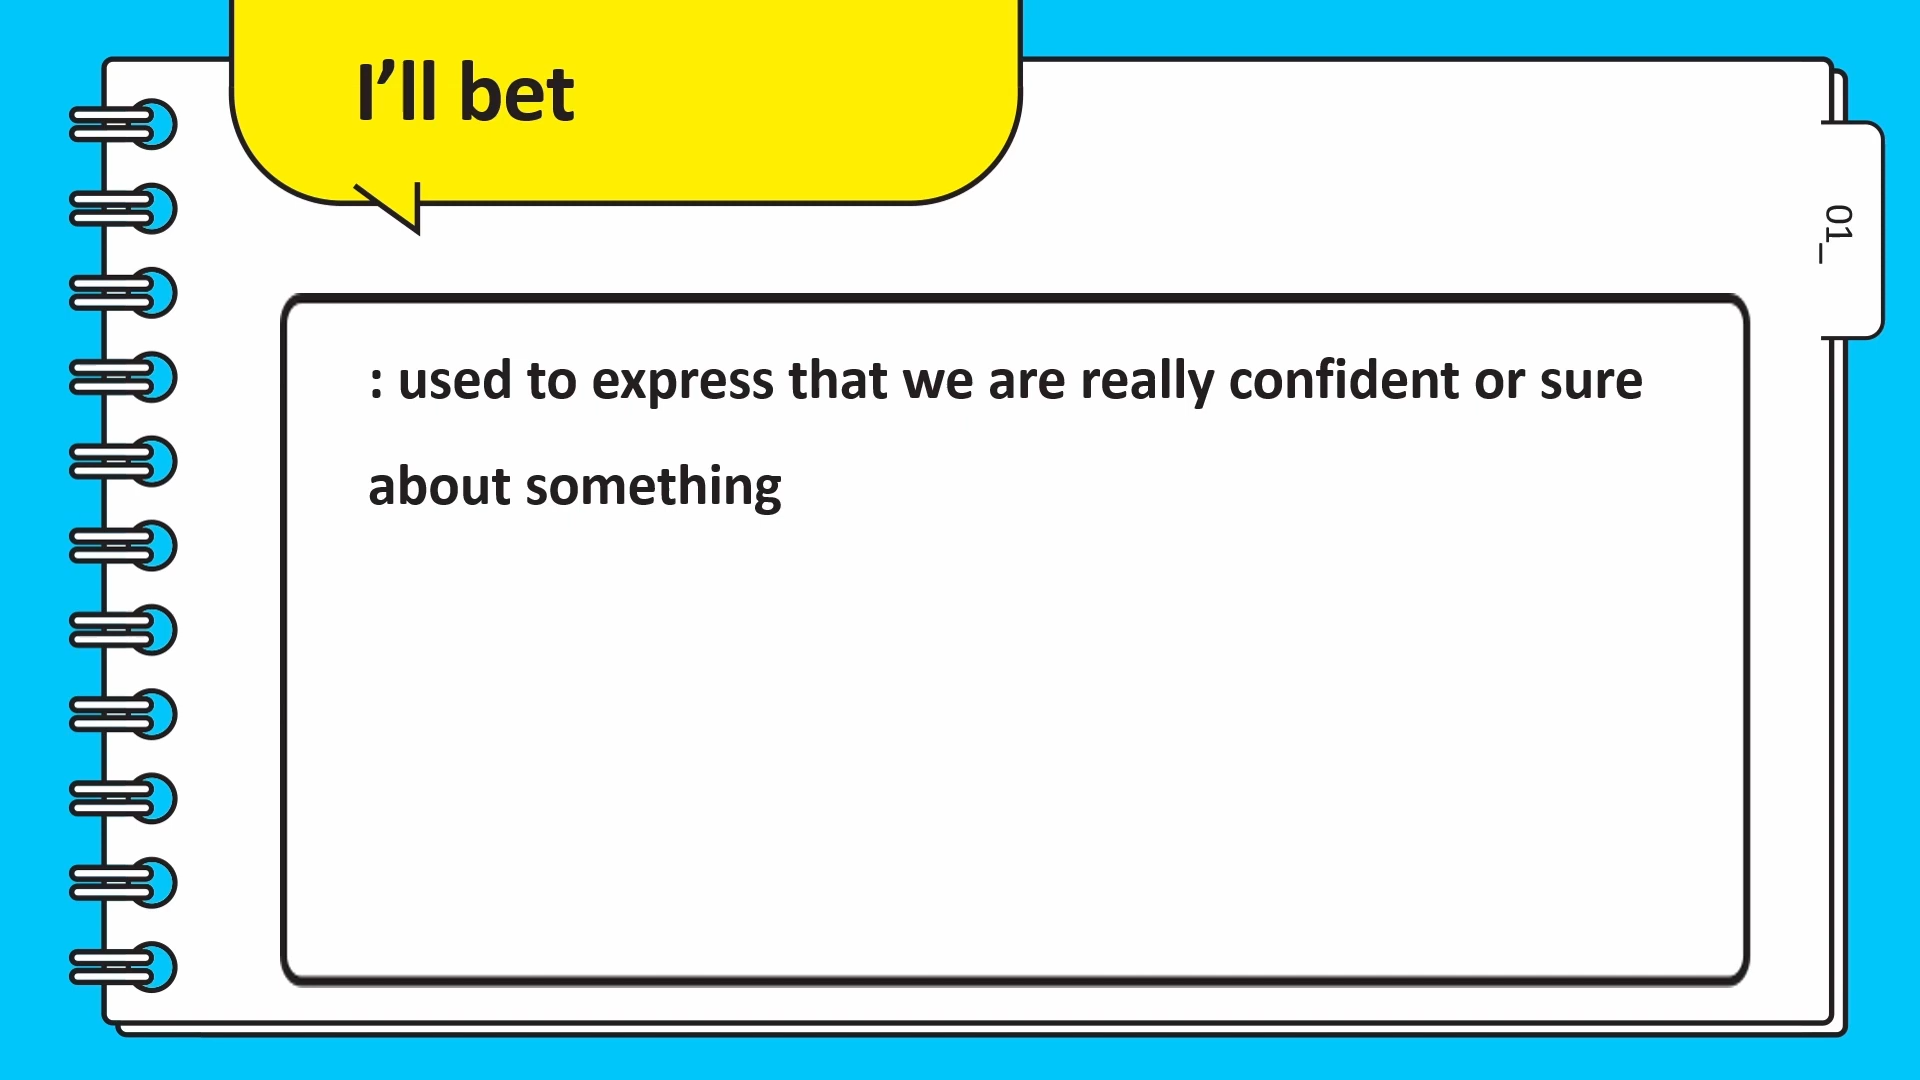 I’ll bet
01_
: used to express that we are really confident or sure
about something